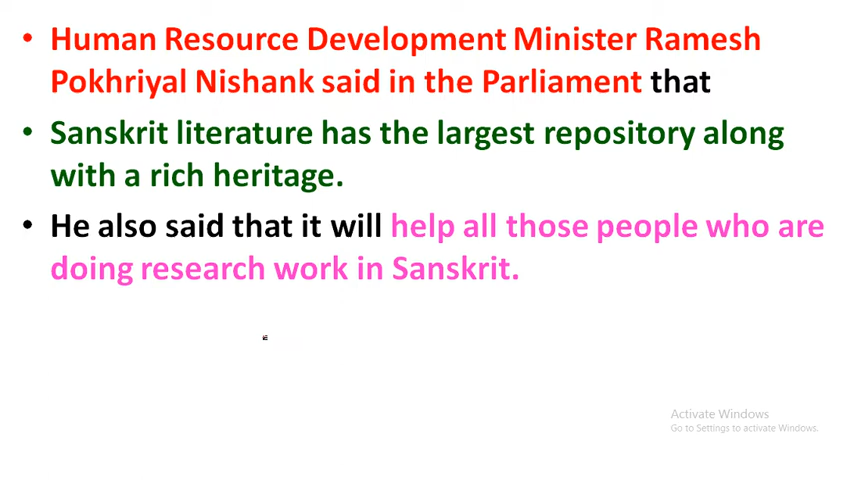 • Human Resource Development Minister Ramesh
Pokhriyal Nishank said in the Parliament that
• Sanskrit literature has the largest repository along
with a rich heritage.
• He also said that it will help all those people who are
doing research work in Sanskrit.
Activate Windows
Go to Settings to activate Windows.